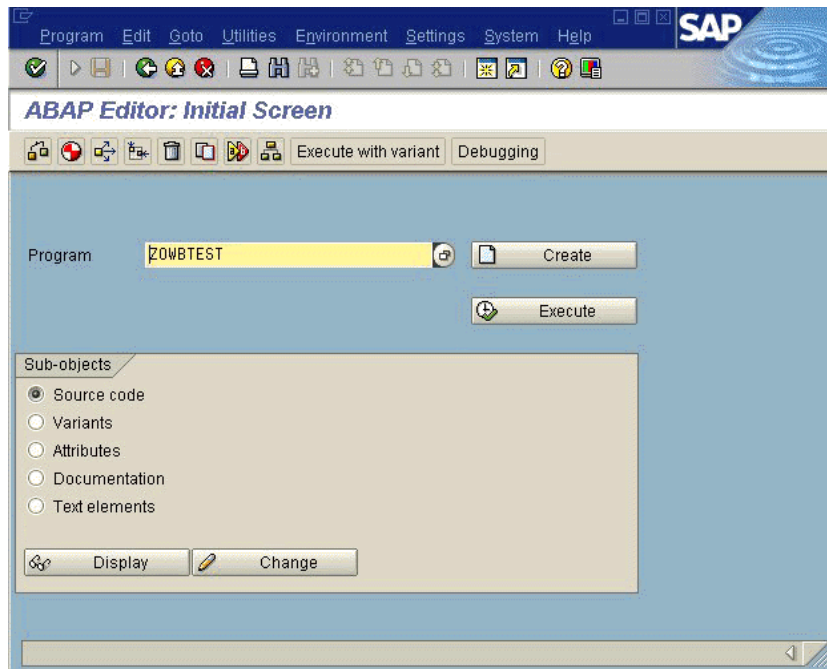 Program Edit Goto Utilities Environment Settings System Help
SAP
ABAP Editor: Initial Screen
Execute with variant Debugging
Program ZOWBTEST Create
Execute
Sub-objects
Source code
Variants
Attributes
Documentation
Text elements
Display Change